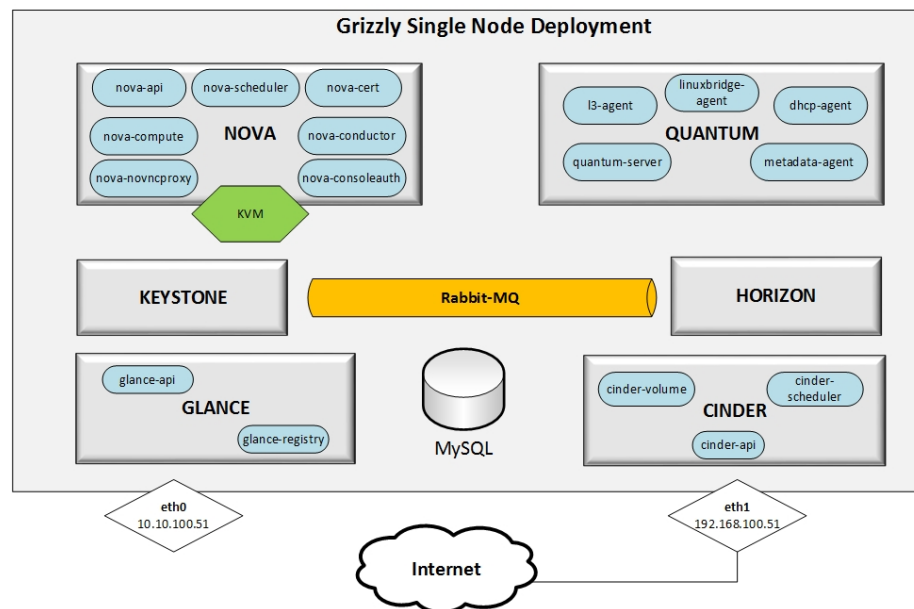 Grizzly Single Node Deployment
nova-api
nova-scheduler
nova-cert
nova-compute
NOVA
nova-conductor
nova-novncproxy
nova-consoleauth
KVM
linuxbridge-
agent
l3-agent
dhcp-agent
QUANTUM
quantum-server
metadata-agent
KEYSTONE
Rabbit-MQ
HORIZON
glance-api
GLANCE
glance-registry
MySQL
cinder-volume
cinder-
scheduler
CINDER
cinder-api
eth0
10.10.100.51
eth1
192.168.100.51
Internet